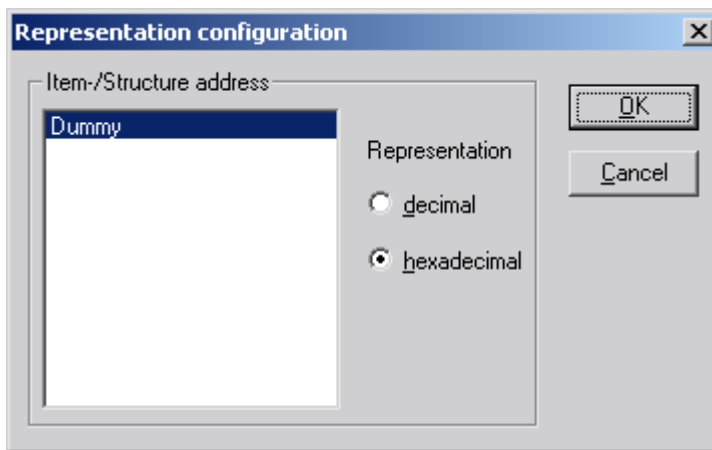 Representation configuration
Item-/Structure address
Dummy
Representation
decimal
hexadecimal
OK
Cancel